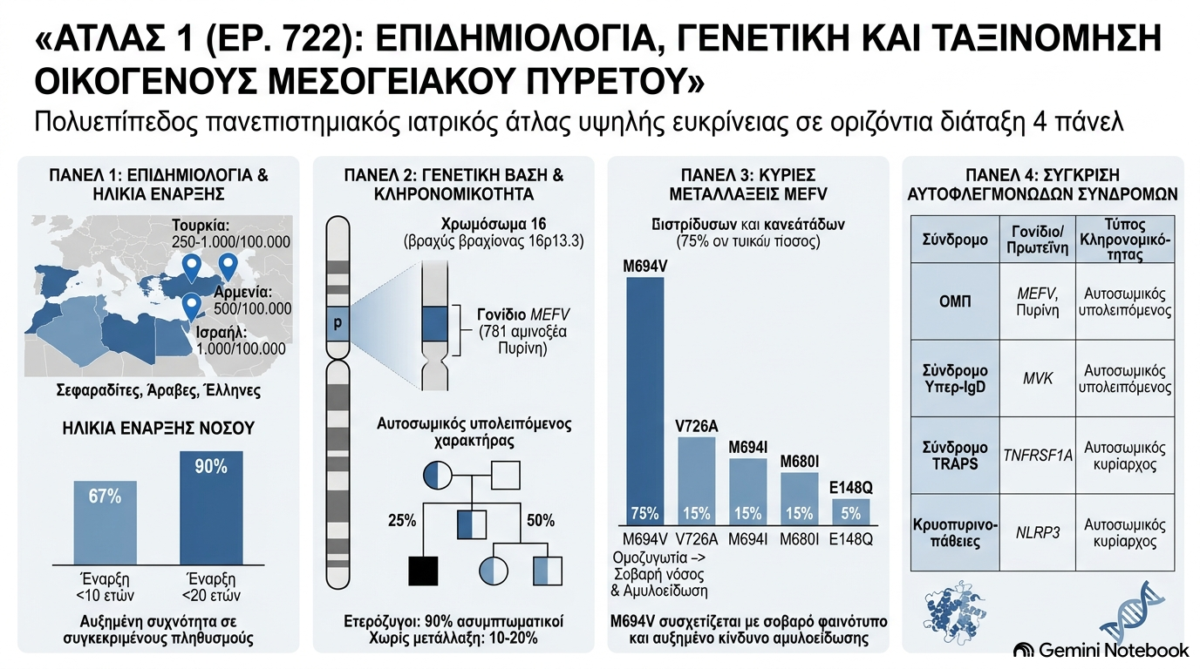 «ΑΤΛΑΣ 1 (ΕΡ. 722): ΕΠΙΔΗΜΙΟΛΟΓΙΑ, ΓΕΝΕΤΙΚΗ ΚΑΙ ΤΑΞΙΝΟΜΗΣΗ
ΟΙΚΟΓΕΝΟΥΣ ΜΕΣΟΓΕΙΑΚΟΥ ΠΥΡΕΤΟΥ»
Πολυεπίπεδος πανεπιστημιακός ιατρικός άτλας υψηλής ευκρίνειας σε οριζόντια διάταξη 4 πάνελ
ΠΑΝΕΛ 1: ΕΠΙΔΗΜΙΟΛΟΓΙΑ &
ΗΛΙΚΙΑ ΕΝΑΡΞΗΣ
Τουρκία:
250-1.000/100.000
Αρμενία:
500/100.000
Ισραήλ:
1.000/100.000
Σεφαραδίτες, Άραβες, Έλληνες
ΗΛΙΚΙΑ ΕΝΑΡΞΗΣ ΝΟΣΟΥ
67%
90%
Έναρξη
<10 ετών
Έναρξη
<20 ετών
Αυξημένη συχνότητα σε
συγκεκριμένους πληθυσμούς
ΠΑΝΕΛ 2: ΓΕΝΕΤΙΚΗ ΒΑΣΗ &
ΚΛΗΡΟΝΟΜΙΚΟΤΗΤΑ
Χρωμόσωμα 16
(βραχύς βραχίονας 16p13.3)
p
Γονίδιο MEFV
(781 αμινοξέα
Πυρίνη)
Αυτοσωμικός υπολειπόμενος
χαρακτήρας
25%
50%
Ετερόζυγοι: 90% ασυμπτωματικοί
Χωρίς μετάλλαξη: 10-20%
ΠΑΝΕΛ 3: ΚΥΡΙΕΣ
ΜΕΤΑΛΛΑΞΕΙΣ MEFV
και
(75%
M694V
V726A
M694I
M680I
E148Q
75%
15%
15%
15%
5%
M694V
V726A
M694I
M680I
E148Q
Ομοζυγωτία ->
Σοβαρή νόσος
& Αμυλοείδωση
M694V συσχετίζεται με σοβαρό φαινότυπο
και αυξημένο κίνδυνο αμυλοείδωσης
ΠΑΝΕΛ 4: ΣΥΓΚΡΙΣΗ
ΑΥΤΟΦΛΕΓΜΟΝΩΔΩΝ ΣΥΝΔΡΟΜΩΝ
Σύνδρομο
Γονίδιο/
Πρωτεΐνη
Τύπος
Κληρονομικό-
τητας
ΟΜΠ
MEFV,
Πυρίνη
Αυτοσωμικός
υπολειπόμενος
Σύνδρομο
Υπερ-IgD
MVK
Αυτοσωμικός
υπολειπόμενος
Σύνδρομο
TRAPS
TNFRSF1A
Αυτοσωμικός
κυρίαρχος
Κρυοπυρινο-
πάθειες
NLRP3
Αυτοσωμικός
κυρίαρχος
Gemini Notebook